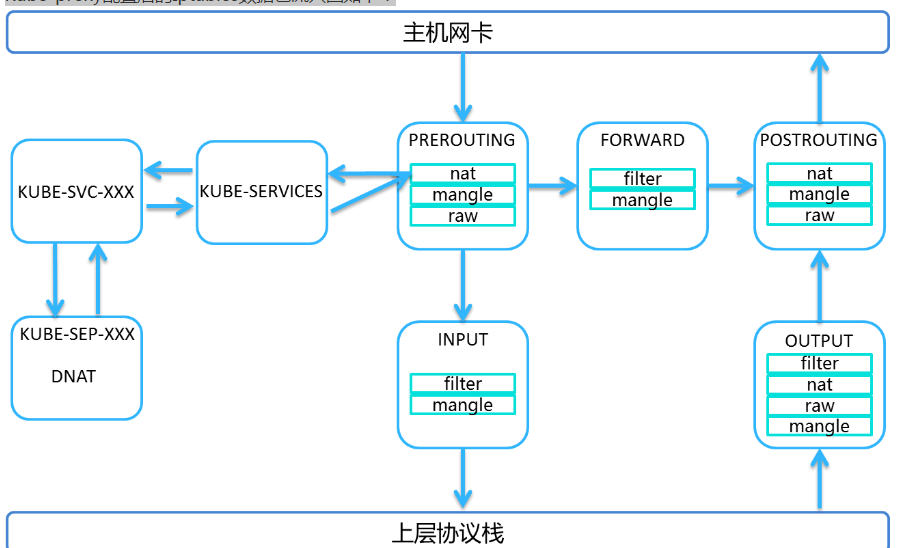 主机网卡
PREROUTING
nat
mangle
raw
FORWARD
filter
mangle
POSTROUTING
nat
mangle
raw
KUBE-SVC-XXX
KUBE-SERVICES
KUBE-SEP-XXX
DNAT
INPUT
filter
mangle
OUTPUT
filter
nat
raw
mangle
上层协议栈